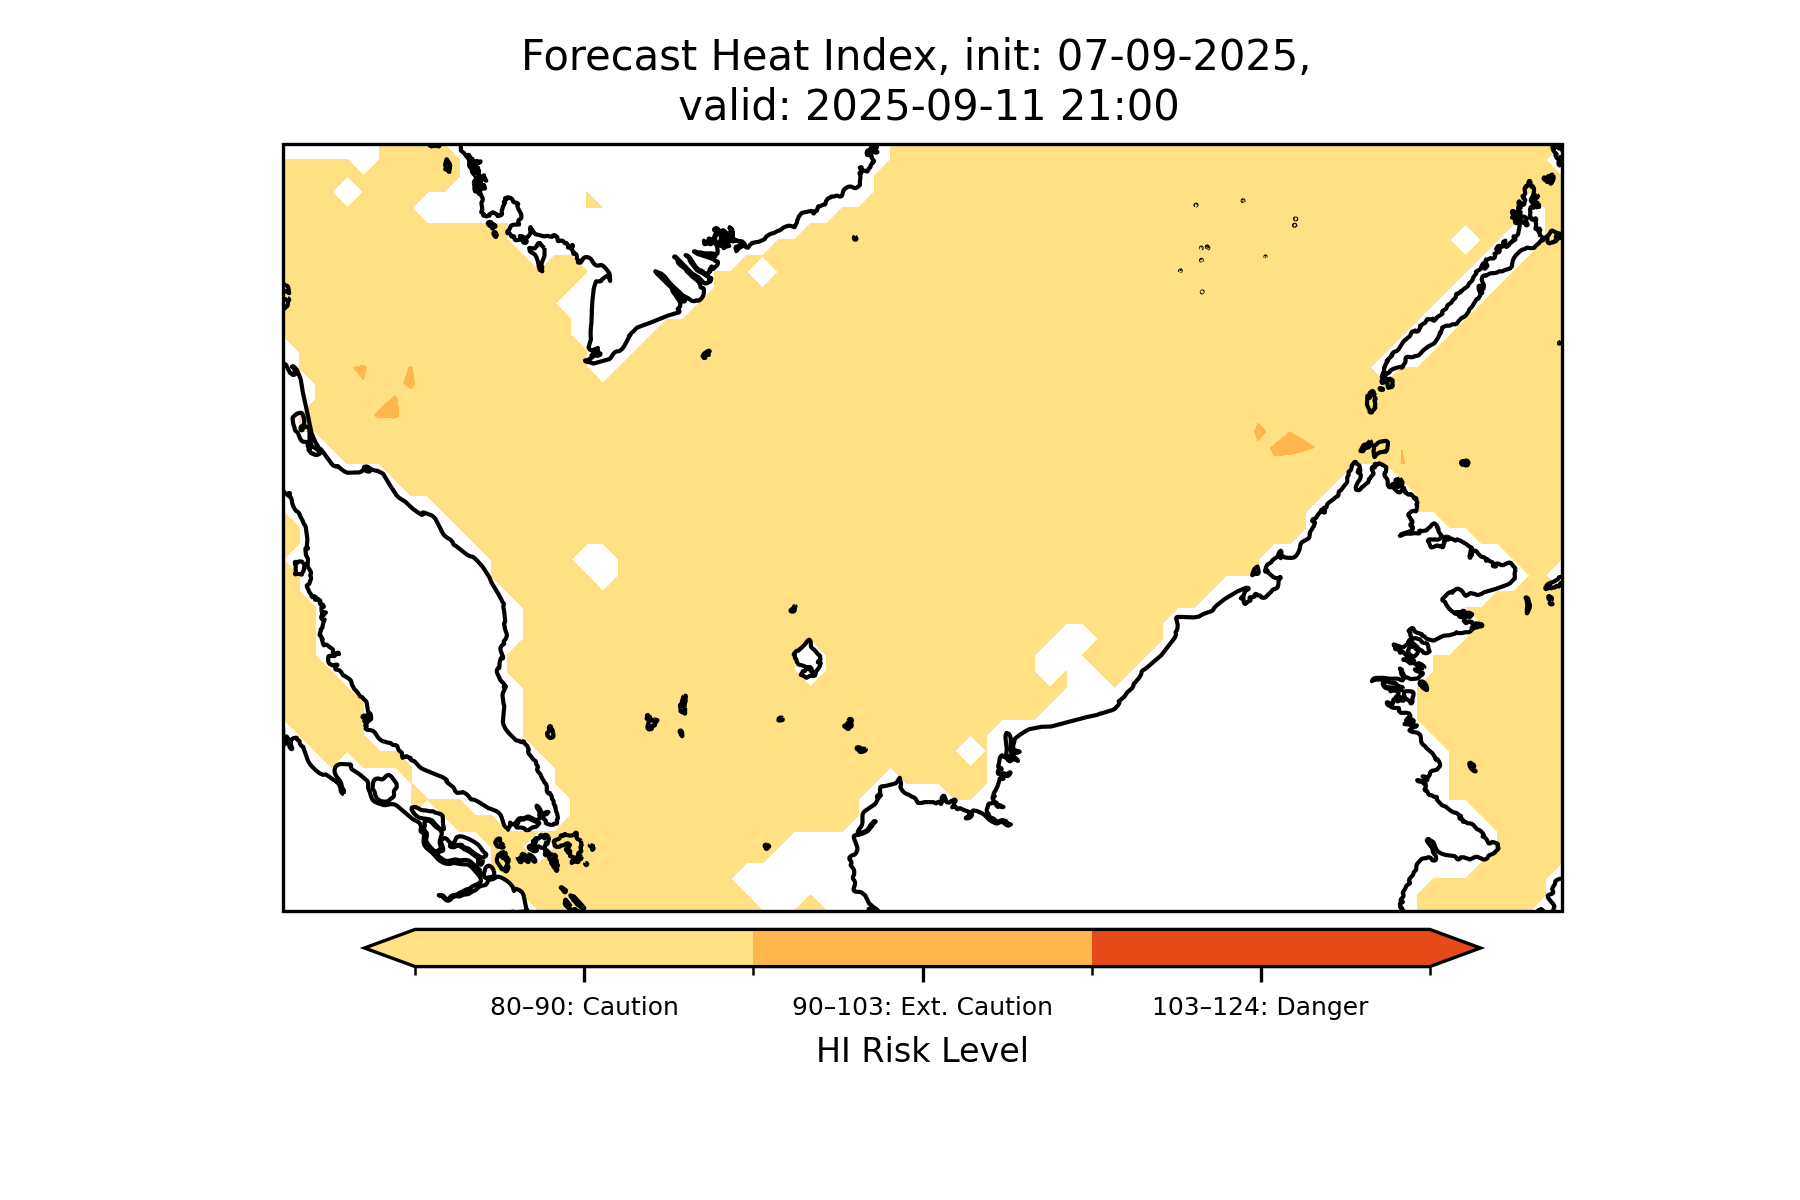 Forecast Heat Index, init: 07-09-2025,
valid: 2025-09-11 21:00
80–90: Caution
90–103: Ext. Caution
103–124: Danger
HI Risk Level